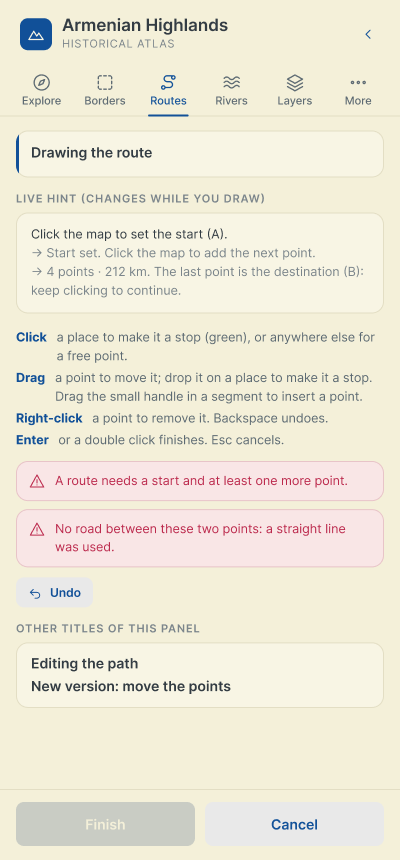 Armenian Highlands
HISTORICAL ATLAS
Explore
Borders
Routes
Rivers
Layers
More
Drawing the route
LIVE HINT (CHANGES WHILE YOU DRAW)
Click the map to set the start (A).
→ Start set. Click the map to add the next point.
→ 4 points · 212 km. The last point is the destination (B):
keep clicking to continue.
Click a place to make it a stop (green), or anywhere else for
a free point.
Drag a point to move it; drop it on a place to make it a stop.
Drag the small handle in a segment to insert a point.
Right-click a point to remove it. Backspace undoes.
Enter or a double click finishes. Esc cancels.
A route needs a start and at least one more point.
No road between these two points: a straight line
was used.
Undo
OTHER TITLES OF THIS PANEL
Editing the path
New version: move the points
Finish
Cancel